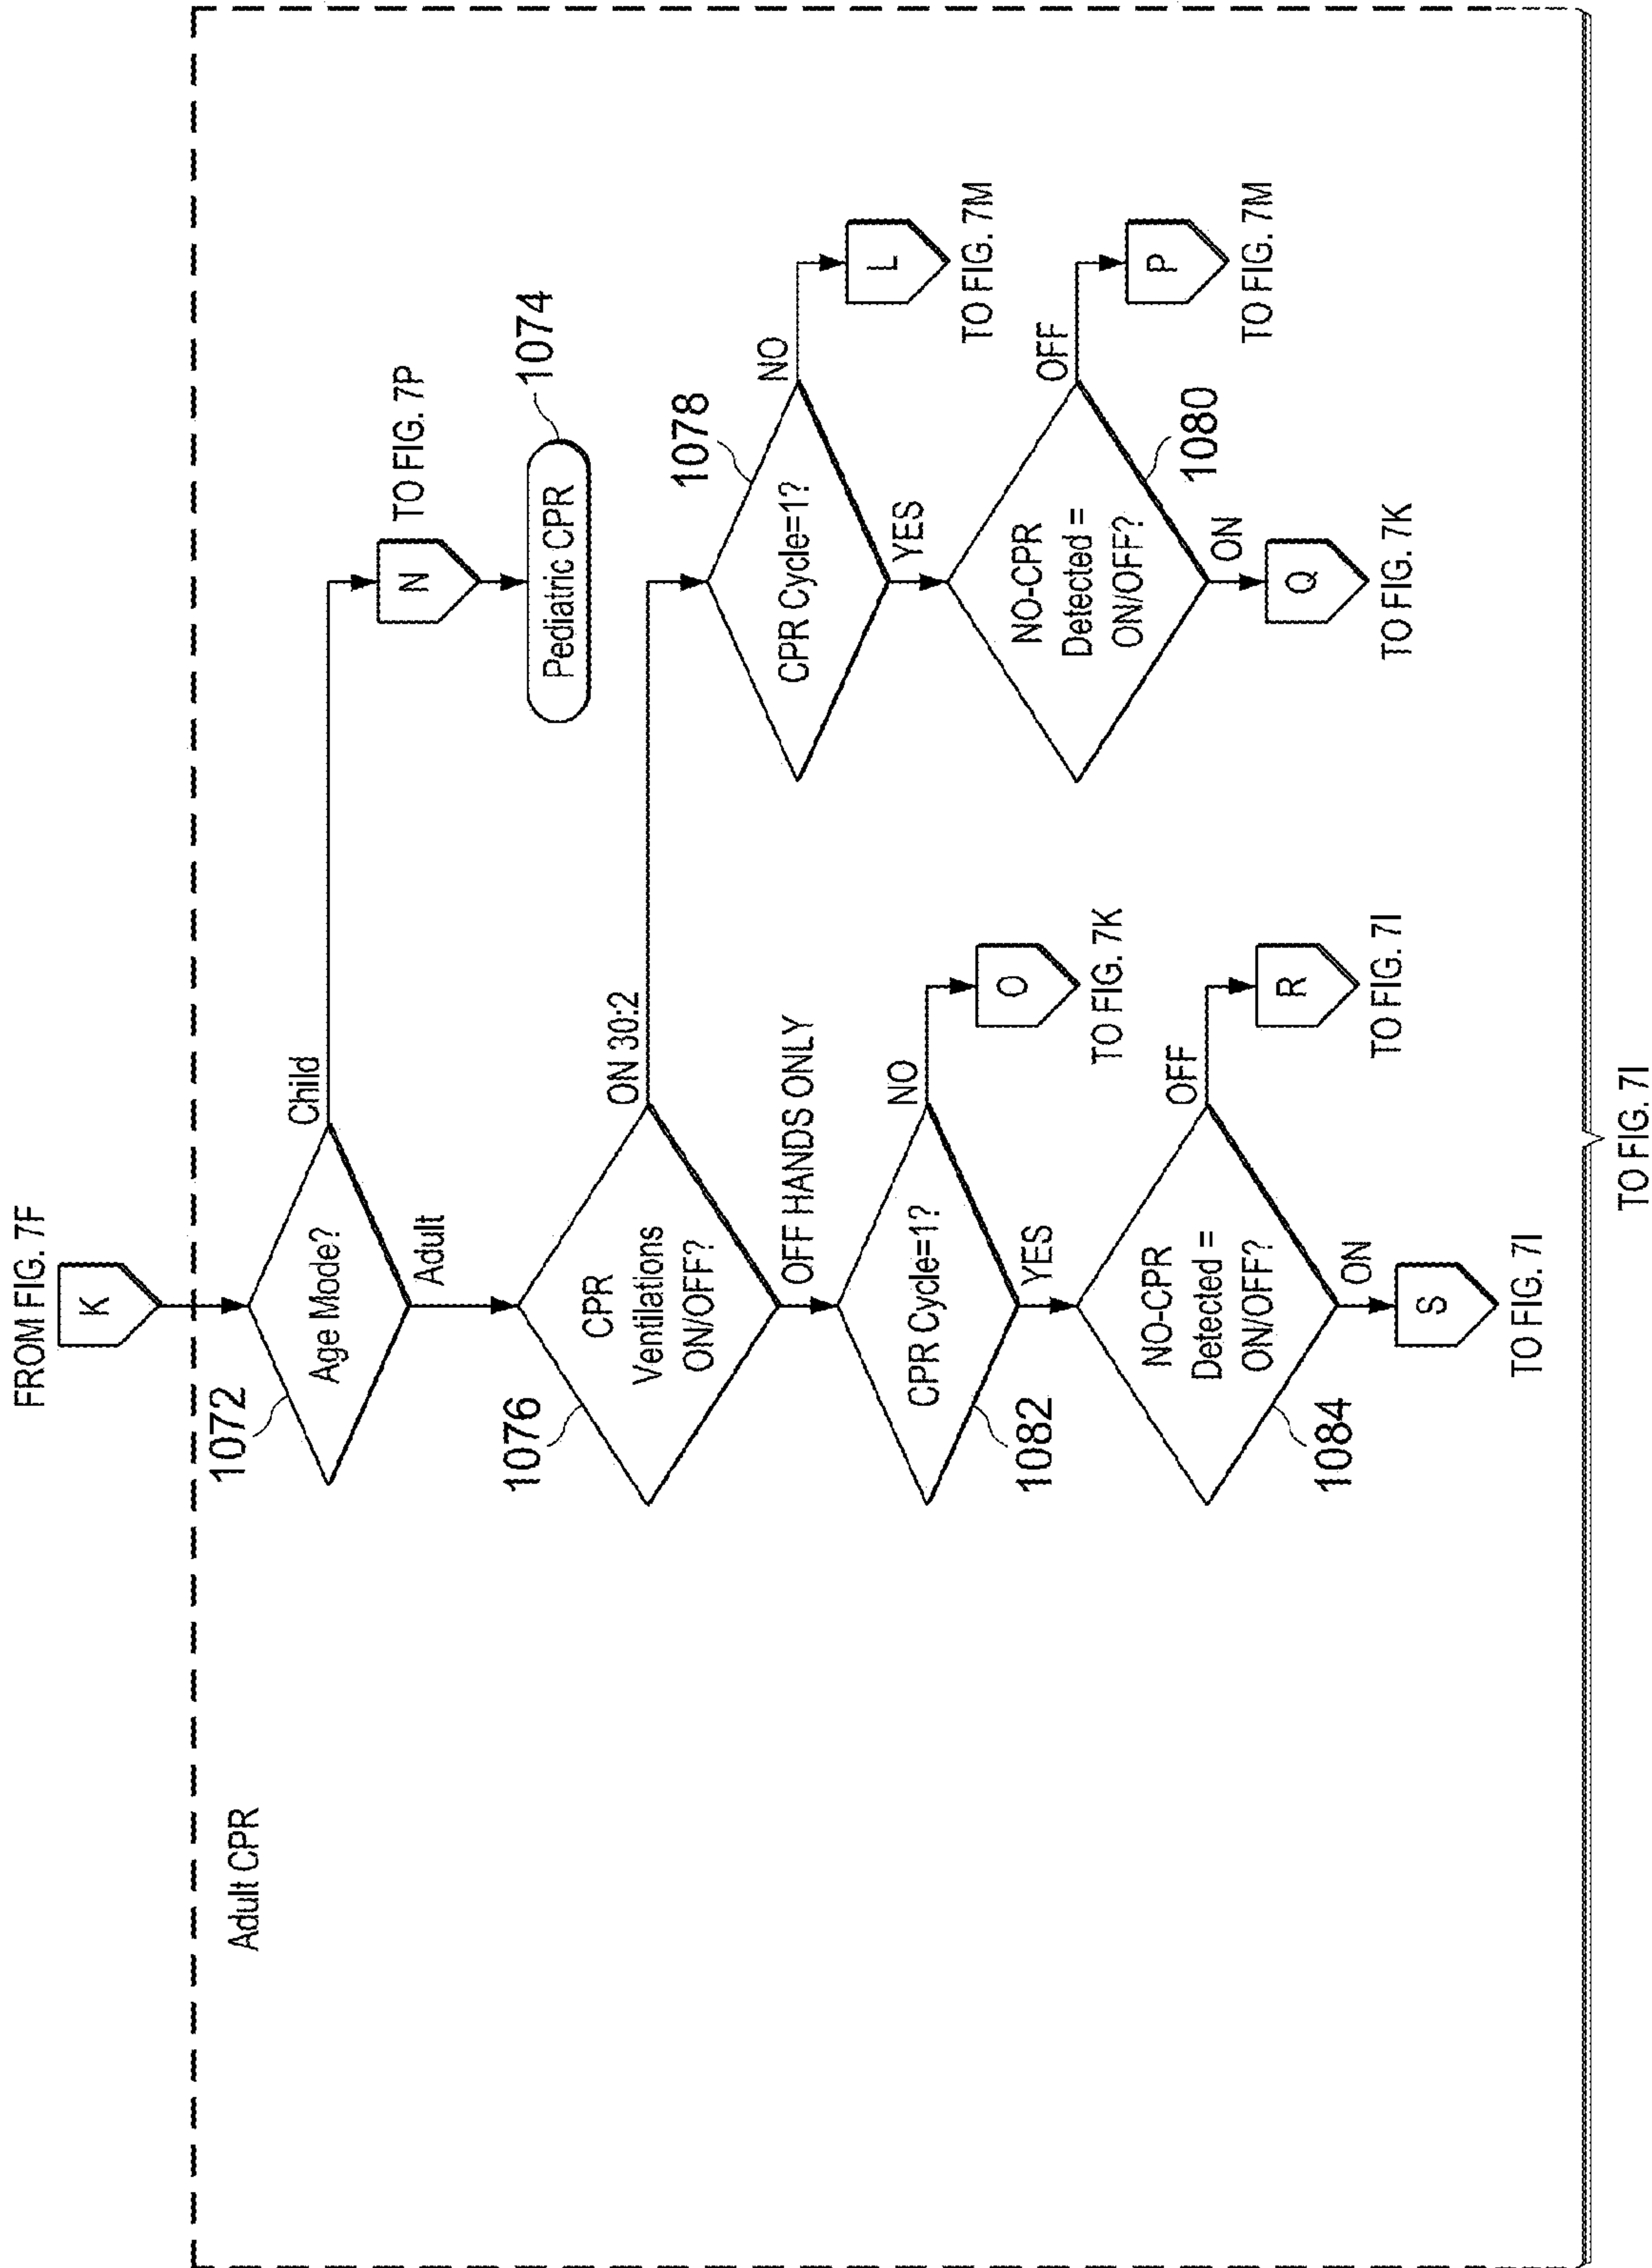 FROM FIG. 7F
K
Adult CPR
1072
Age Mode?
Child
Adult
N
TO FIG. 7P
Pediatric CPR
1074
1076
CPR
Ventilations
ON/OFF?
ON 30:2
OFF HANDS ONLY
1078
CPR Cycle=1?
NO
YES
L
TO FIG. 7M
1082
CPR Cycle=1?
NO
YES
O
TO FIG. 7K
NO-CPR
Detected =
ON/OFF?
1080
OFF
ON
P
TO FIG. 7M
Q
TO FIG. 7K
1084
NO-CPR
Detected =
ON/OFF?
OFF
ON
R
TO FIG. 7I
S
TO FIG. 7I
TO FIG. 7I